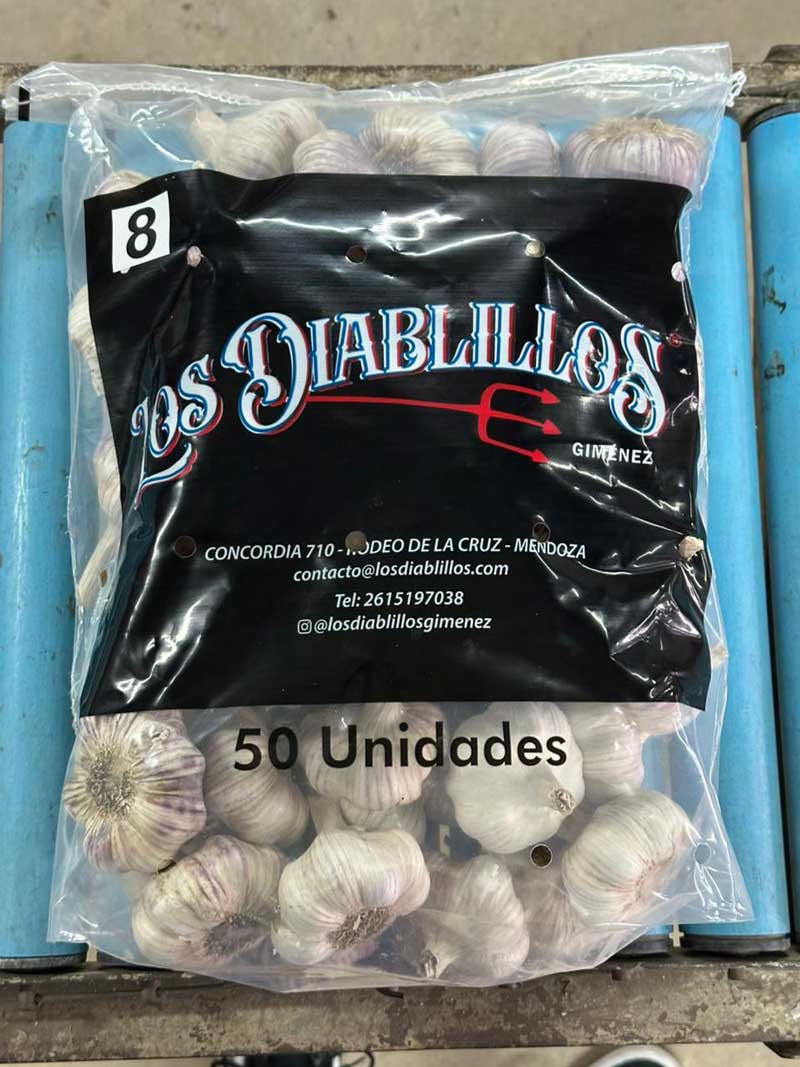 8
LOS DIABLILLOS
GIMENEZ
CONCORDIA 710 - RODEO DE LA CRUZ - MENDOZA
contacto@losdiablillos.com
Tel: 2615197038
@losdiablillosgimenez
50 Unidades